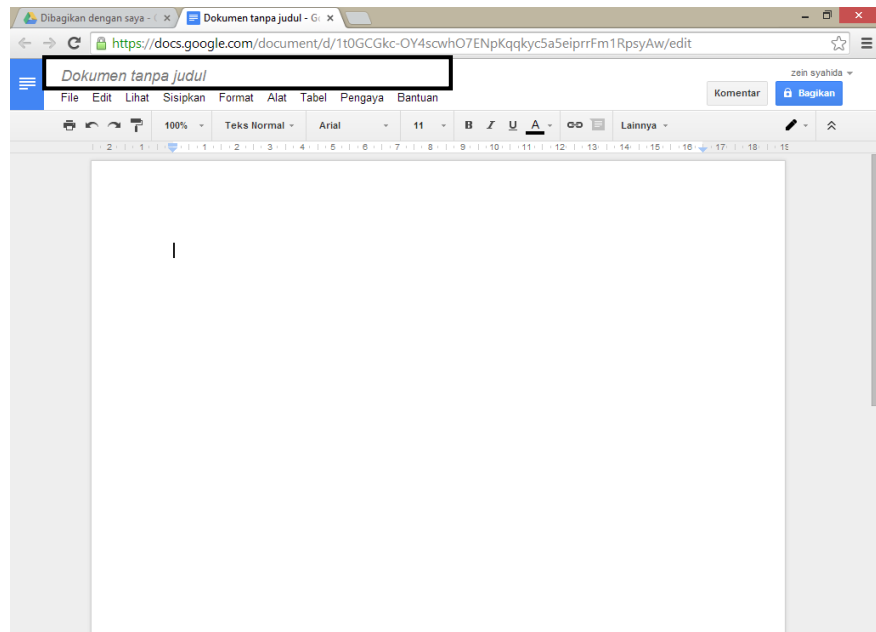 Dibagikan dengan saya - Dokumen tanpa judul - Go
https://docs.google.com/document/d/1t0GCGkc-OY4scwhO7ENpKqqkyc5a5eiprrFm1RpsyAw/edit
Dokumen tanpa judul zein syahida
File Edit Lihat Sisipkan Format Alat Tabel Pengaya Bantuan Komentar Bagikan
100% Teks Normal Arial 11 B I U A Lainnya
2 1 1 2 3 4 5 6 7 8 9 10 11 12 13 14 15 16 17 18 19